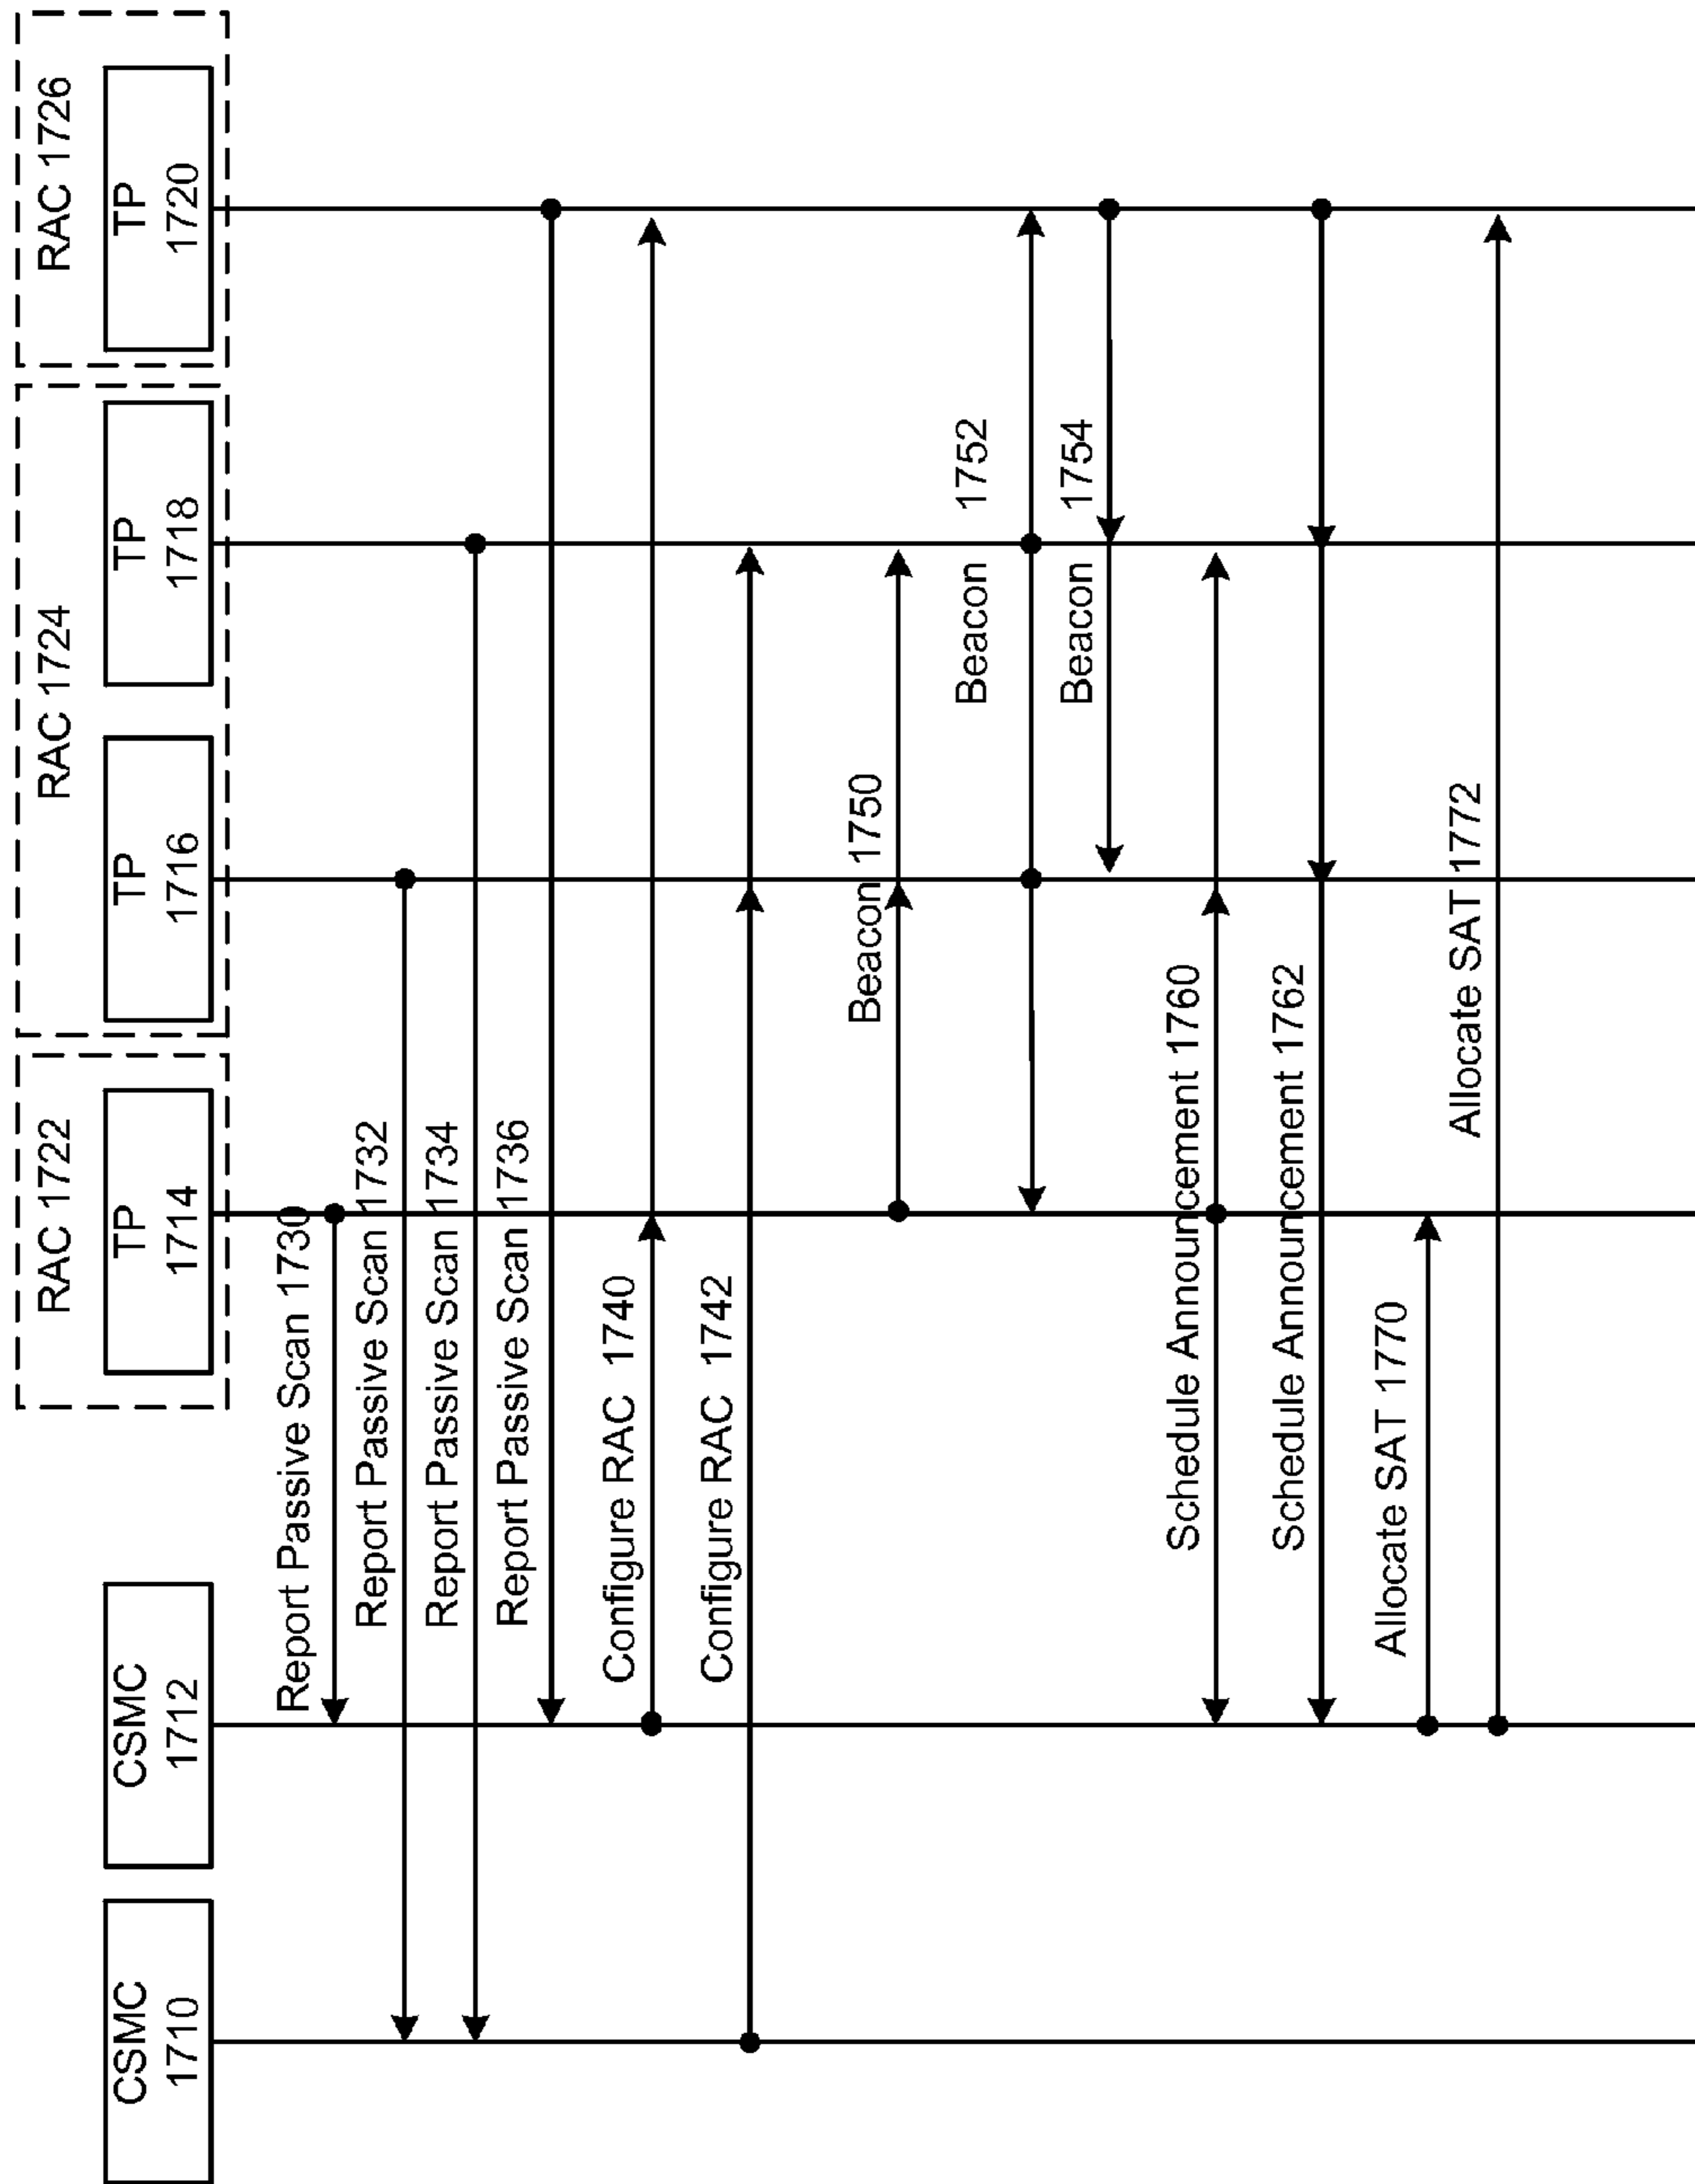 RAC 1722
RAC 1724
RAC 1726
CSMC
1710
CSMC
1712
TP
1714
TP
1716
TP
1718
TP
1720
Report Passive Scan 1730
Report Passive Scan 1732
Report Passive Scan 1734
Report Passive Scan 1736
Configure RAC 1740
Configure RAC 1742
Beacon 1750
Beacon 1752
Beacon 1754
Schedule Announcement 1760
Schedule Announcement 1762
Allocate SAT 1770
Allocate SAT 1772